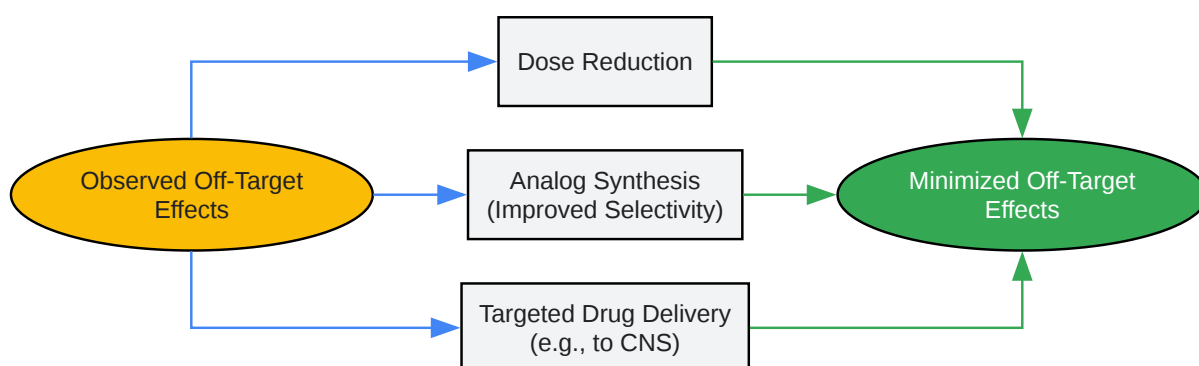 Dose Reduction
Observed Off-Target
Effects
Analog Synthesis
(Improved Selectivity)
Minimized Off-Target
Effects
Targeted Drug Delivery
(e.g., to CNS)